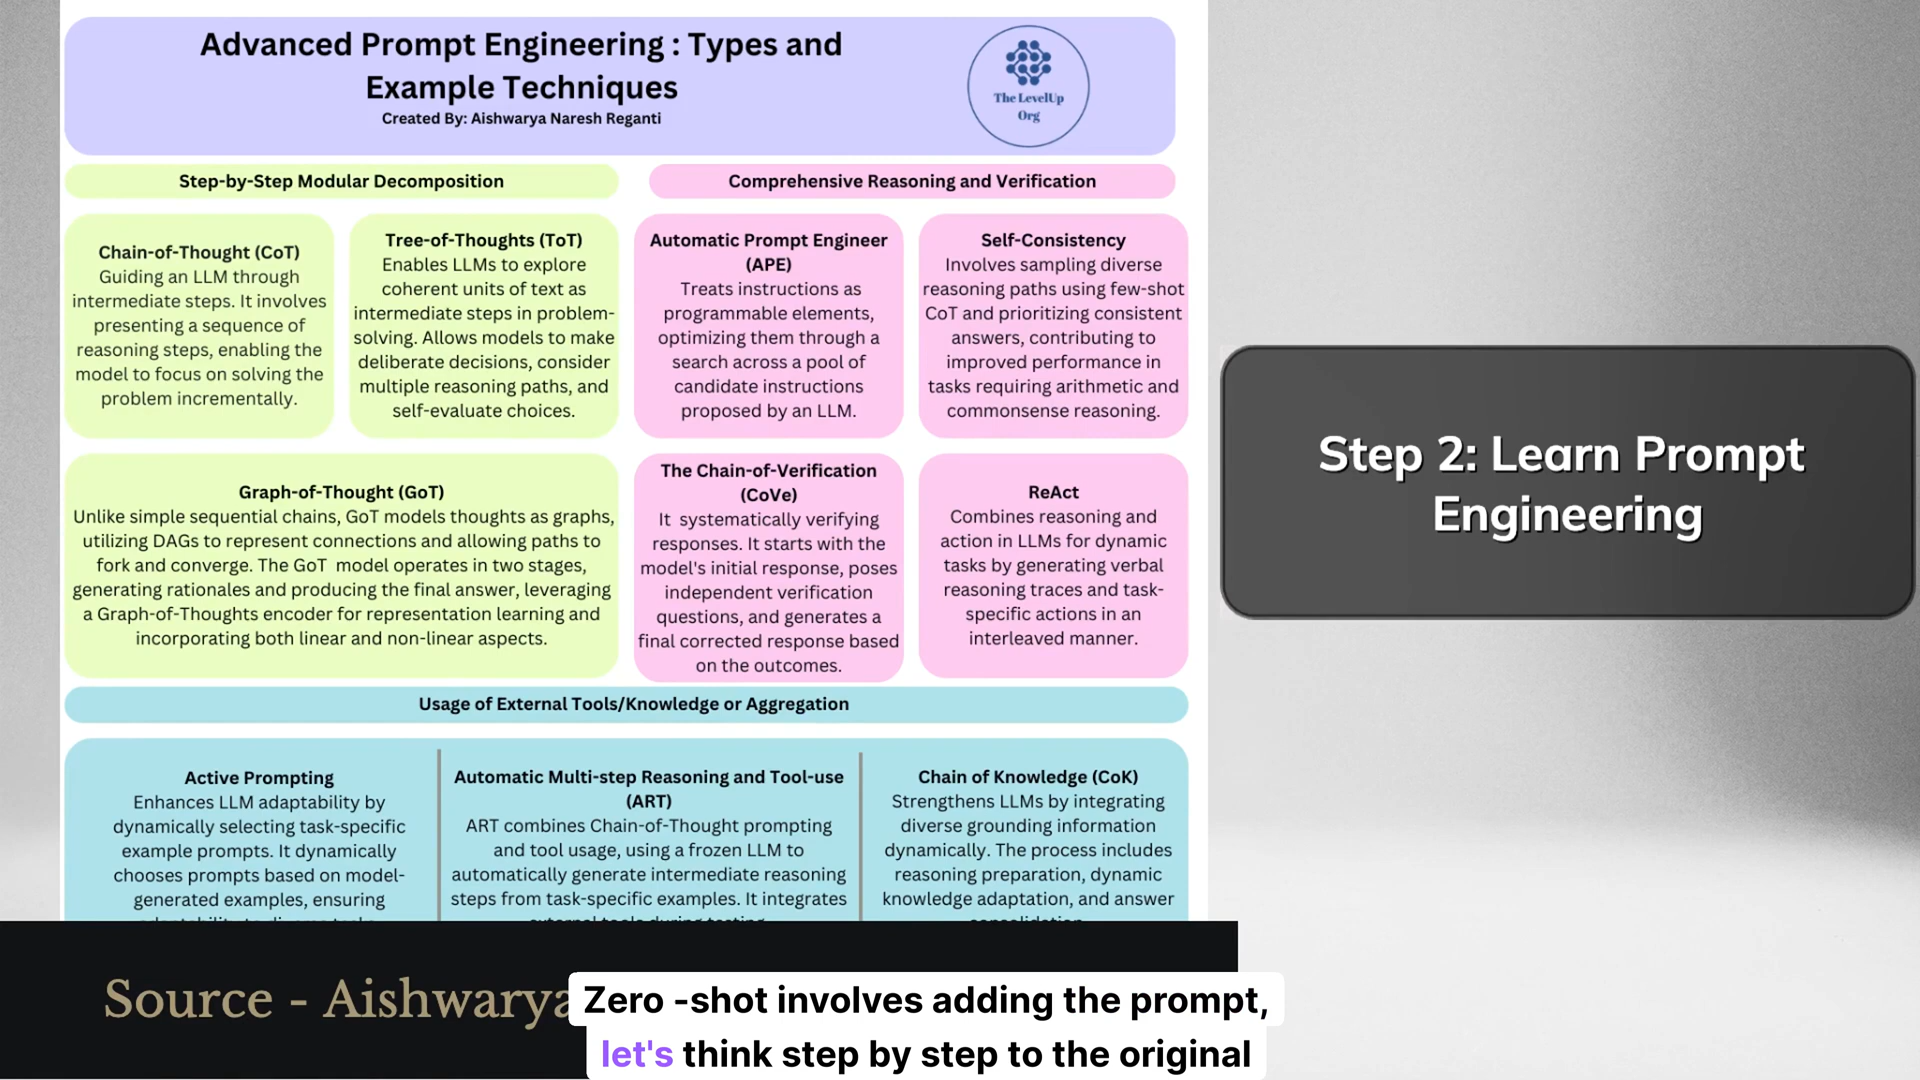 Advanced Prompt Engineering : Types and
Example Techniques
Created By: Aishwarya Naresh Reganti
The LevelUp
Org
Step-by-Step Modular Decomposition
Comprehensive Reasoning and Verification
Chain-of-Thought (CoT)
Guiding an LLM through
intermediate steps. It involves
presenting a sequence of
reasoning steps, enabling the
model to focus on solving the
problem incrementally.
Tree-of-Thoughts (ToT)
Enables LLMs to explore
coherent units of text as
intermediate steps in problem-
solving. Allows models to make
deliberate decisions, consider
multiple reasoning paths, and
self-evaluate choices.
Automatic Prompt Engineer
(APE)
Treats instructions as
programmable elements,
optimizing them through a
search across a pool of
candidate instructions
proposed by an LLM.
Self-Consistency
Involves sampling diverse
reasoning paths using few-shot
CoT and prioritizing consistent
answers, contributing to
improved performance in
tasks requiring arithmetic and
commonsense reasoning.
Graph-of-Thought (GoT)
Unlike simple sequential chains, GoT models thoughts as graphs,
utilizing DAGs to represent connections and allowing paths to
fork and converge. The GoT model operates in two stages,
generating rationales and producing the final answer, leveraging
a Graph-of-Thoughts encoder for representation learning and
incorporating both linear and non-linear aspects.
The Chain-of-Verification
(CoVe)
It systematically verifying
responses. It starts with the
model's initial response, poses
independent verification
questions, and generates a
final corrected response based
on the outcomes.
ReAct
Combines reasoning and
action in LLMs for dynamic
tasks by generating verbal
reasoning traces and task-
specific actions in an
interleaved manner.
Usage of External Tools/Knowledge or Aggregation
Active Prompting
Enhances LLM adaptability by
dynamically selecting task-specific
example prompts. It dynamically
chooses prompts based on model-
generated examples, ensuring
Automatic Multi-step Reasoning and Tool-use
(ART)
ART combines Chain-of-Thought prompting
and tool usage, using a frozen LLM to
automatically generate intermediate reasoning
steps from task-specific examples. It integrates
Chain of Knowledge (CoK)
Strengthens LLMs by integrating
diverse grounding information
dynamically. The process includes
reasoning preparation, dynamic
knowledge adaptation, and answer
Step 2: Learn Prompt
Engineering
Source - Aishwarya
Zero -shot involves adding the prompt,
let's think step by step to the original